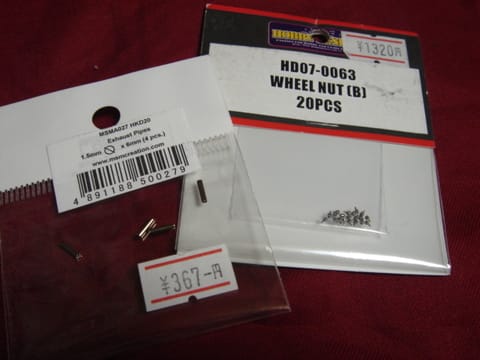 ¥1320円
HD07-0063
WHEEL NUT (B)
20PCS
MSMA027 HKD20
Exhaust Pipes
1.5mm x 6mm (4 pcs.)
www.msmcreation.com
4 891188 500279
¥367-円